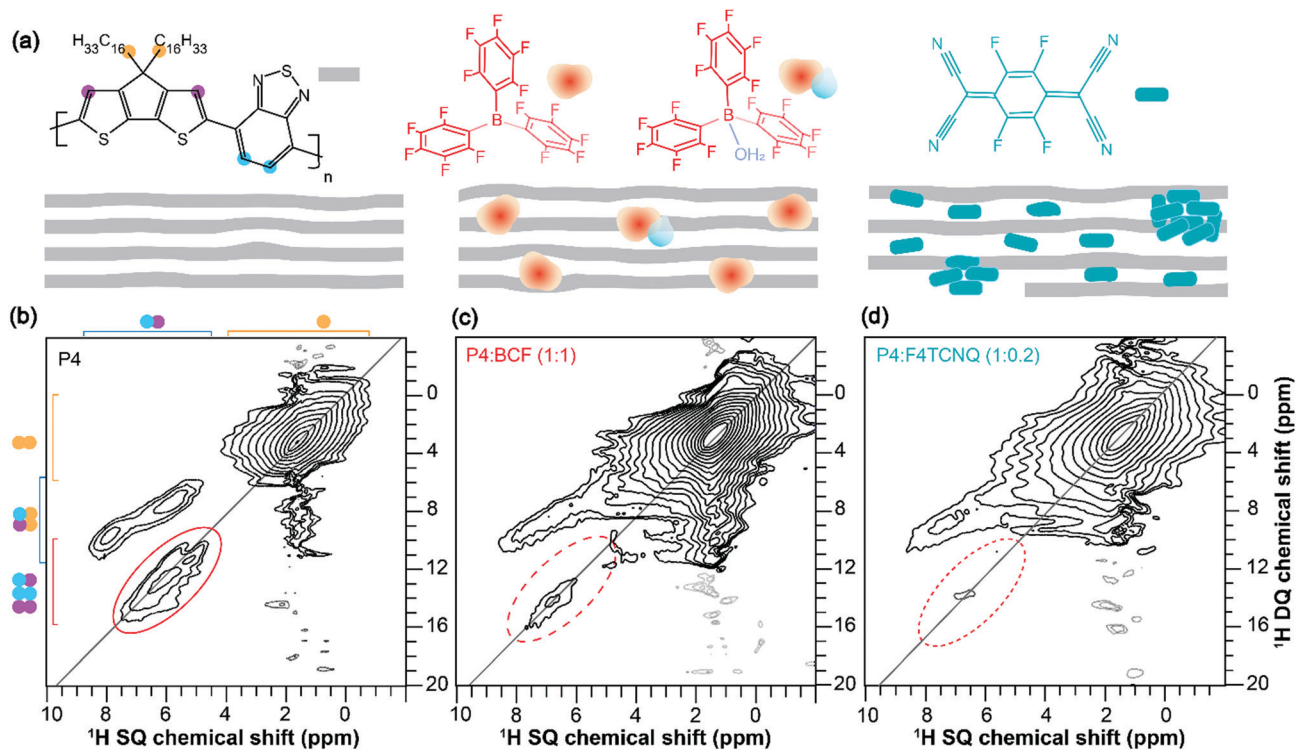 (a)
H₃₃C₁₆ C₁₆H₃₃
N S N
S S
n
F F F F F
B
F F F F F
F F F F F
F F F F F
B
F F F F F
F F F F F
OH₂
N N
F F
F F
N N
(b)
(c)
(d)
P4
P4:BCF (1:1)
P4:F4TCNQ (1:0.2)
0
4
8
12
16
20
¹H DQ chemical shift (ppm)
10 8 6 4 2 0
10 8 6 4 2 0
10 8 6 4 2 0
¹H SQ chemical shift (ppm)
¹H SQ chemical shift (ppm)
¹H SQ chemical shift (ppm)